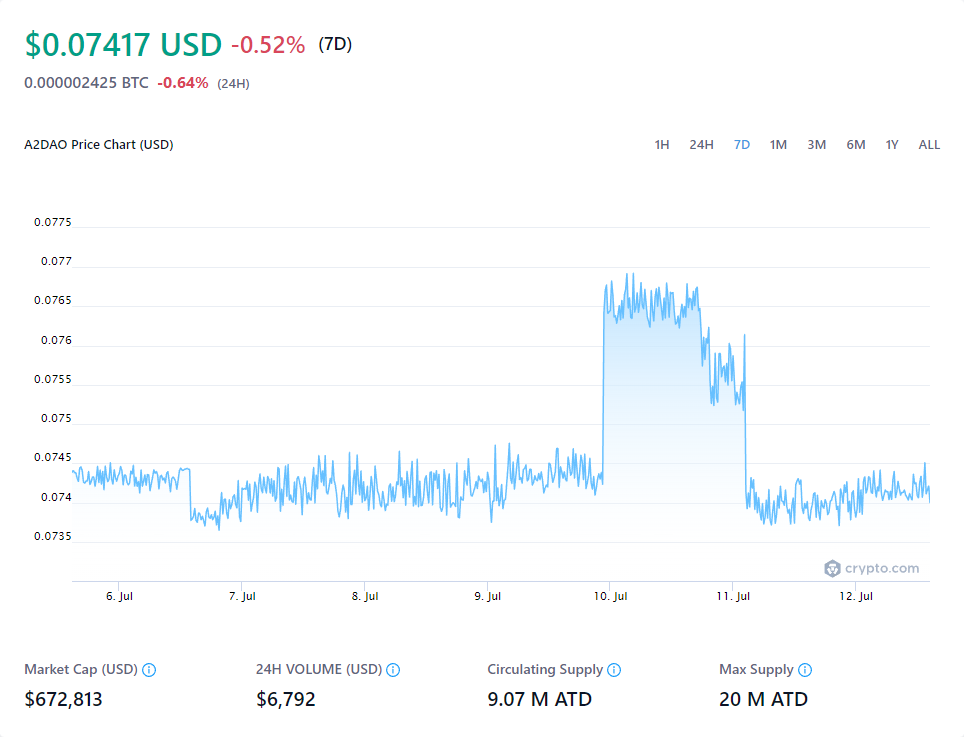 $0.07417 USD -0.52% (7D)
0.000002425 BTC -0.64% (24H)
A2DAO Price Chart (USD) 1H 24H 7D 1M 3M 6M 1Y ALL
0.0775
0.077
0.0765
0.076
0.0755
0.075
0.0745
0.074
0.0735
crypto.com
6. Jul 7. Jul 8. Jul 9. Jul 10. Jul 11. Jul 12. Jul
Market Cap (USD) 24H VOLUME (USD) Circulating Supply Max Supply
$672,813 $6,792 9.07 M ATD 20 M ATD